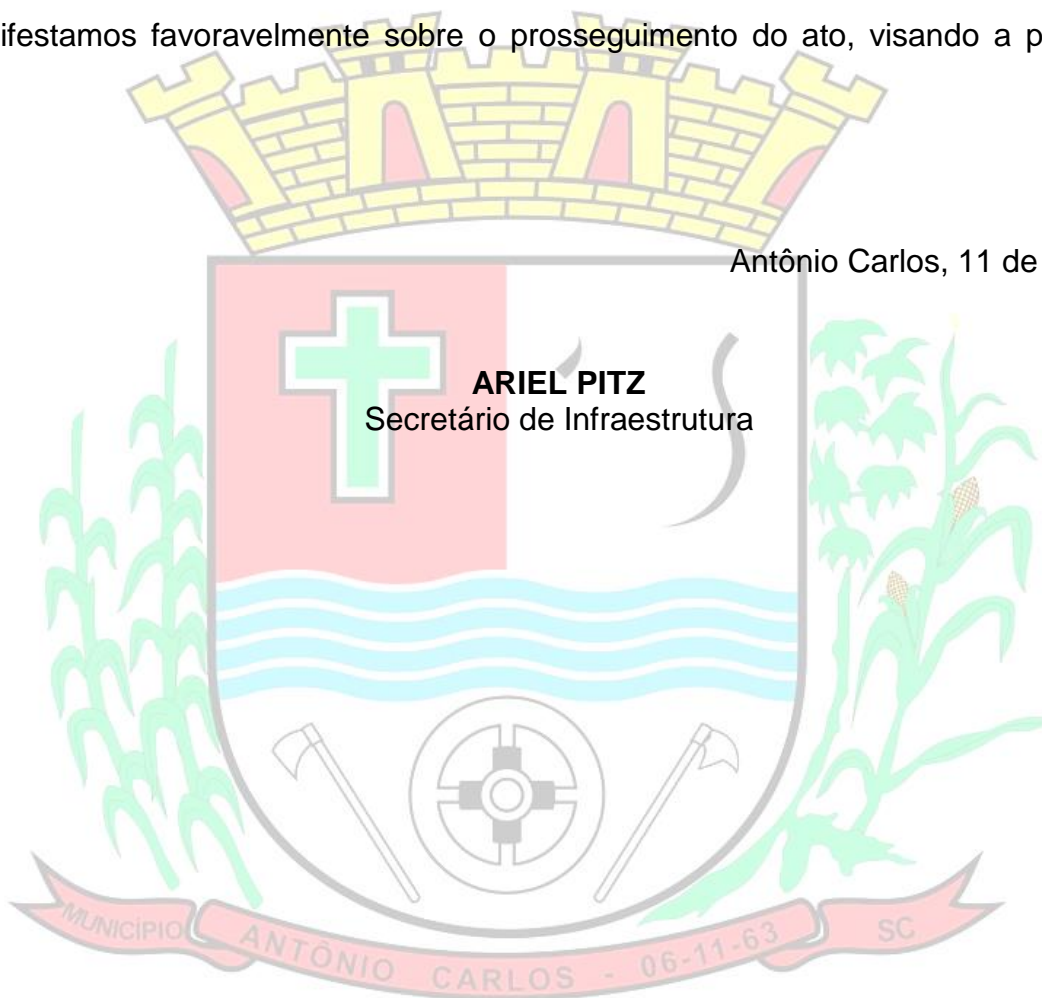 ifestamos favoravelmente sobre o prosseguimento do ato, visando a p
Antônio Carlos, 11 de
ARIEL PITZ
Secretário de Infraestrutura
MUNICÍPIO ANTÔNIO CARLOS - 06-11-63 SC